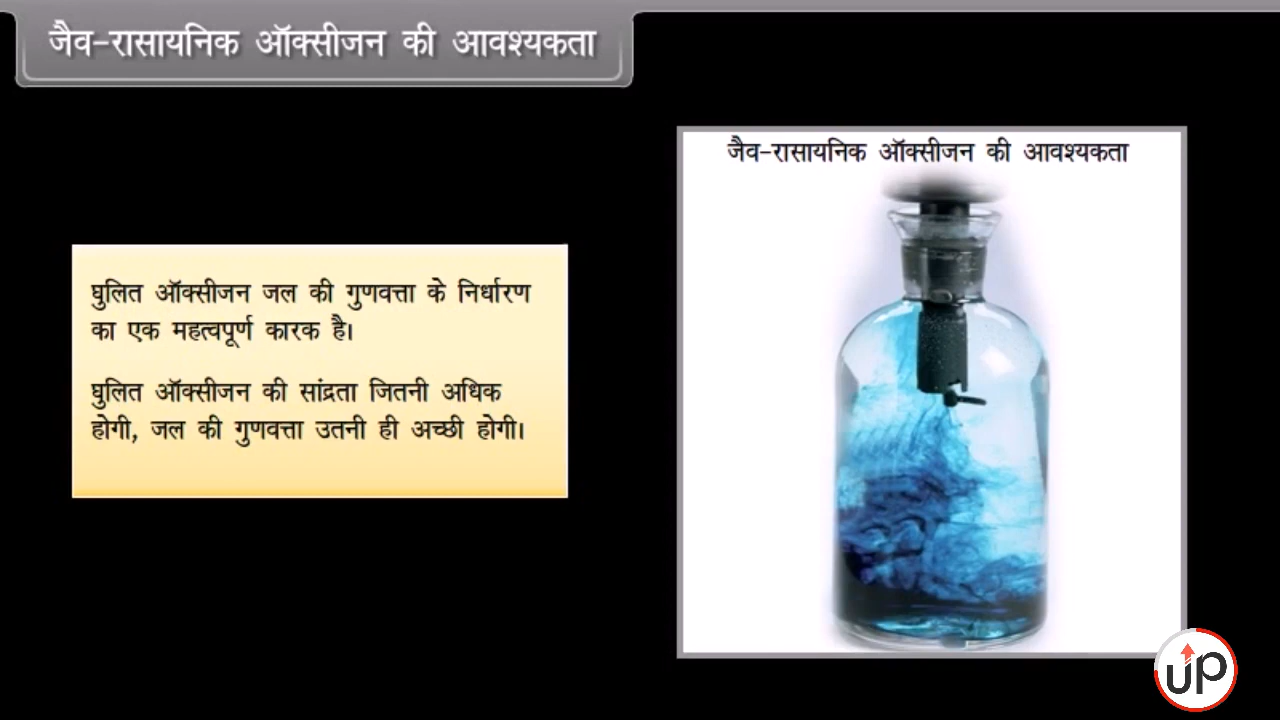 जैव-रासायनिक ऑक्सीजन की आवश्यकता
घुलित ऑक्सीजन जल की गुणवत्ता के निर्धारण
का एक महत्वपूर्ण कारक है।
घुलित ऑक्सीजन की सांद्रता जितनी अधिक
होगी, जल की गुणवत्ता उतनी ही अच्छी होगी।
जैव-रासायनिक ऑक्सीजन की आवश्यकता
up